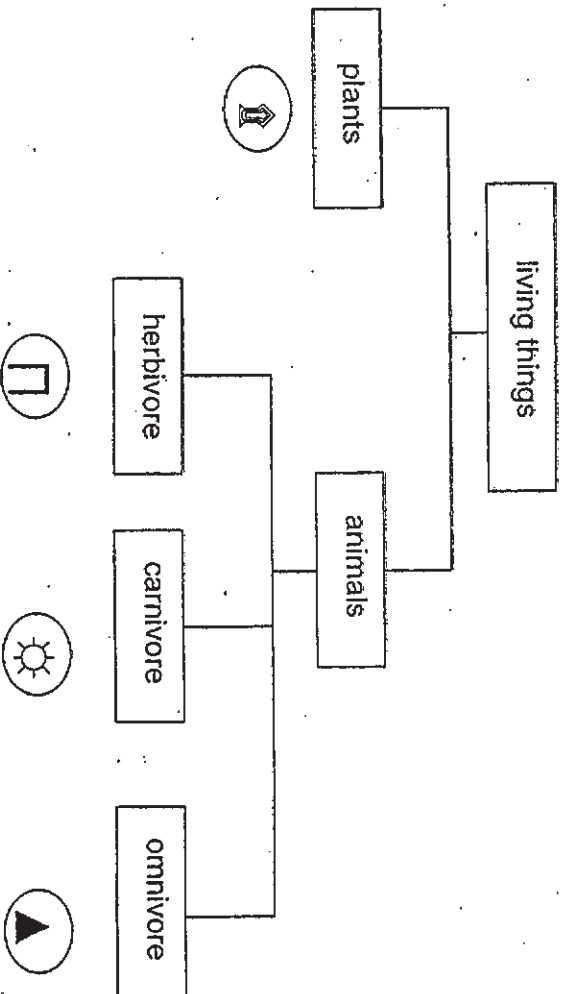 living things
plants
animals
herbivore
carnivore
omnivore